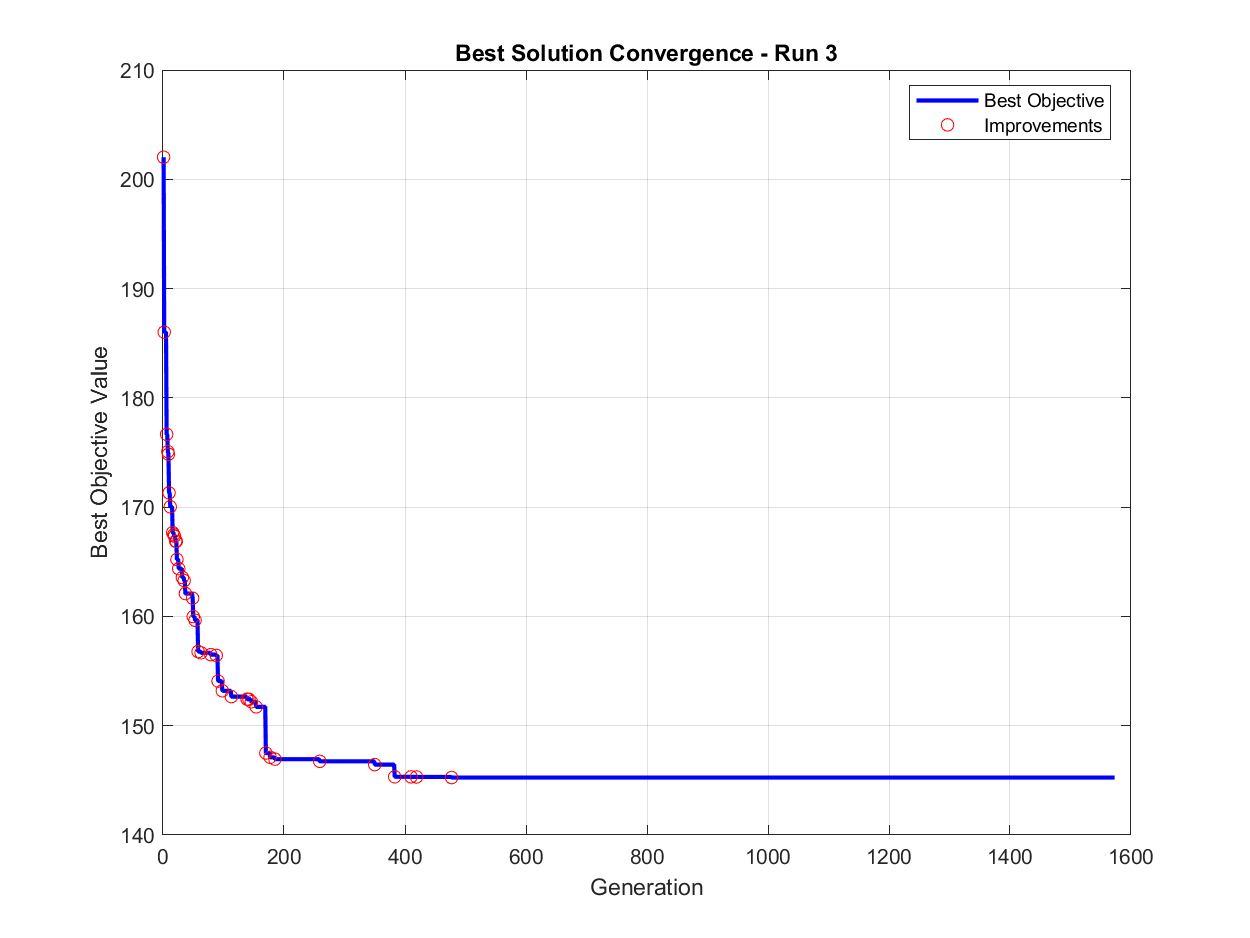 Best Solution Convergence - Run 3
Best Objective
Improvements
Best Objective Value
210
200
190
180
170
160
150
140
0 200 400 600 800 1000 1200 1400 1600
Generation